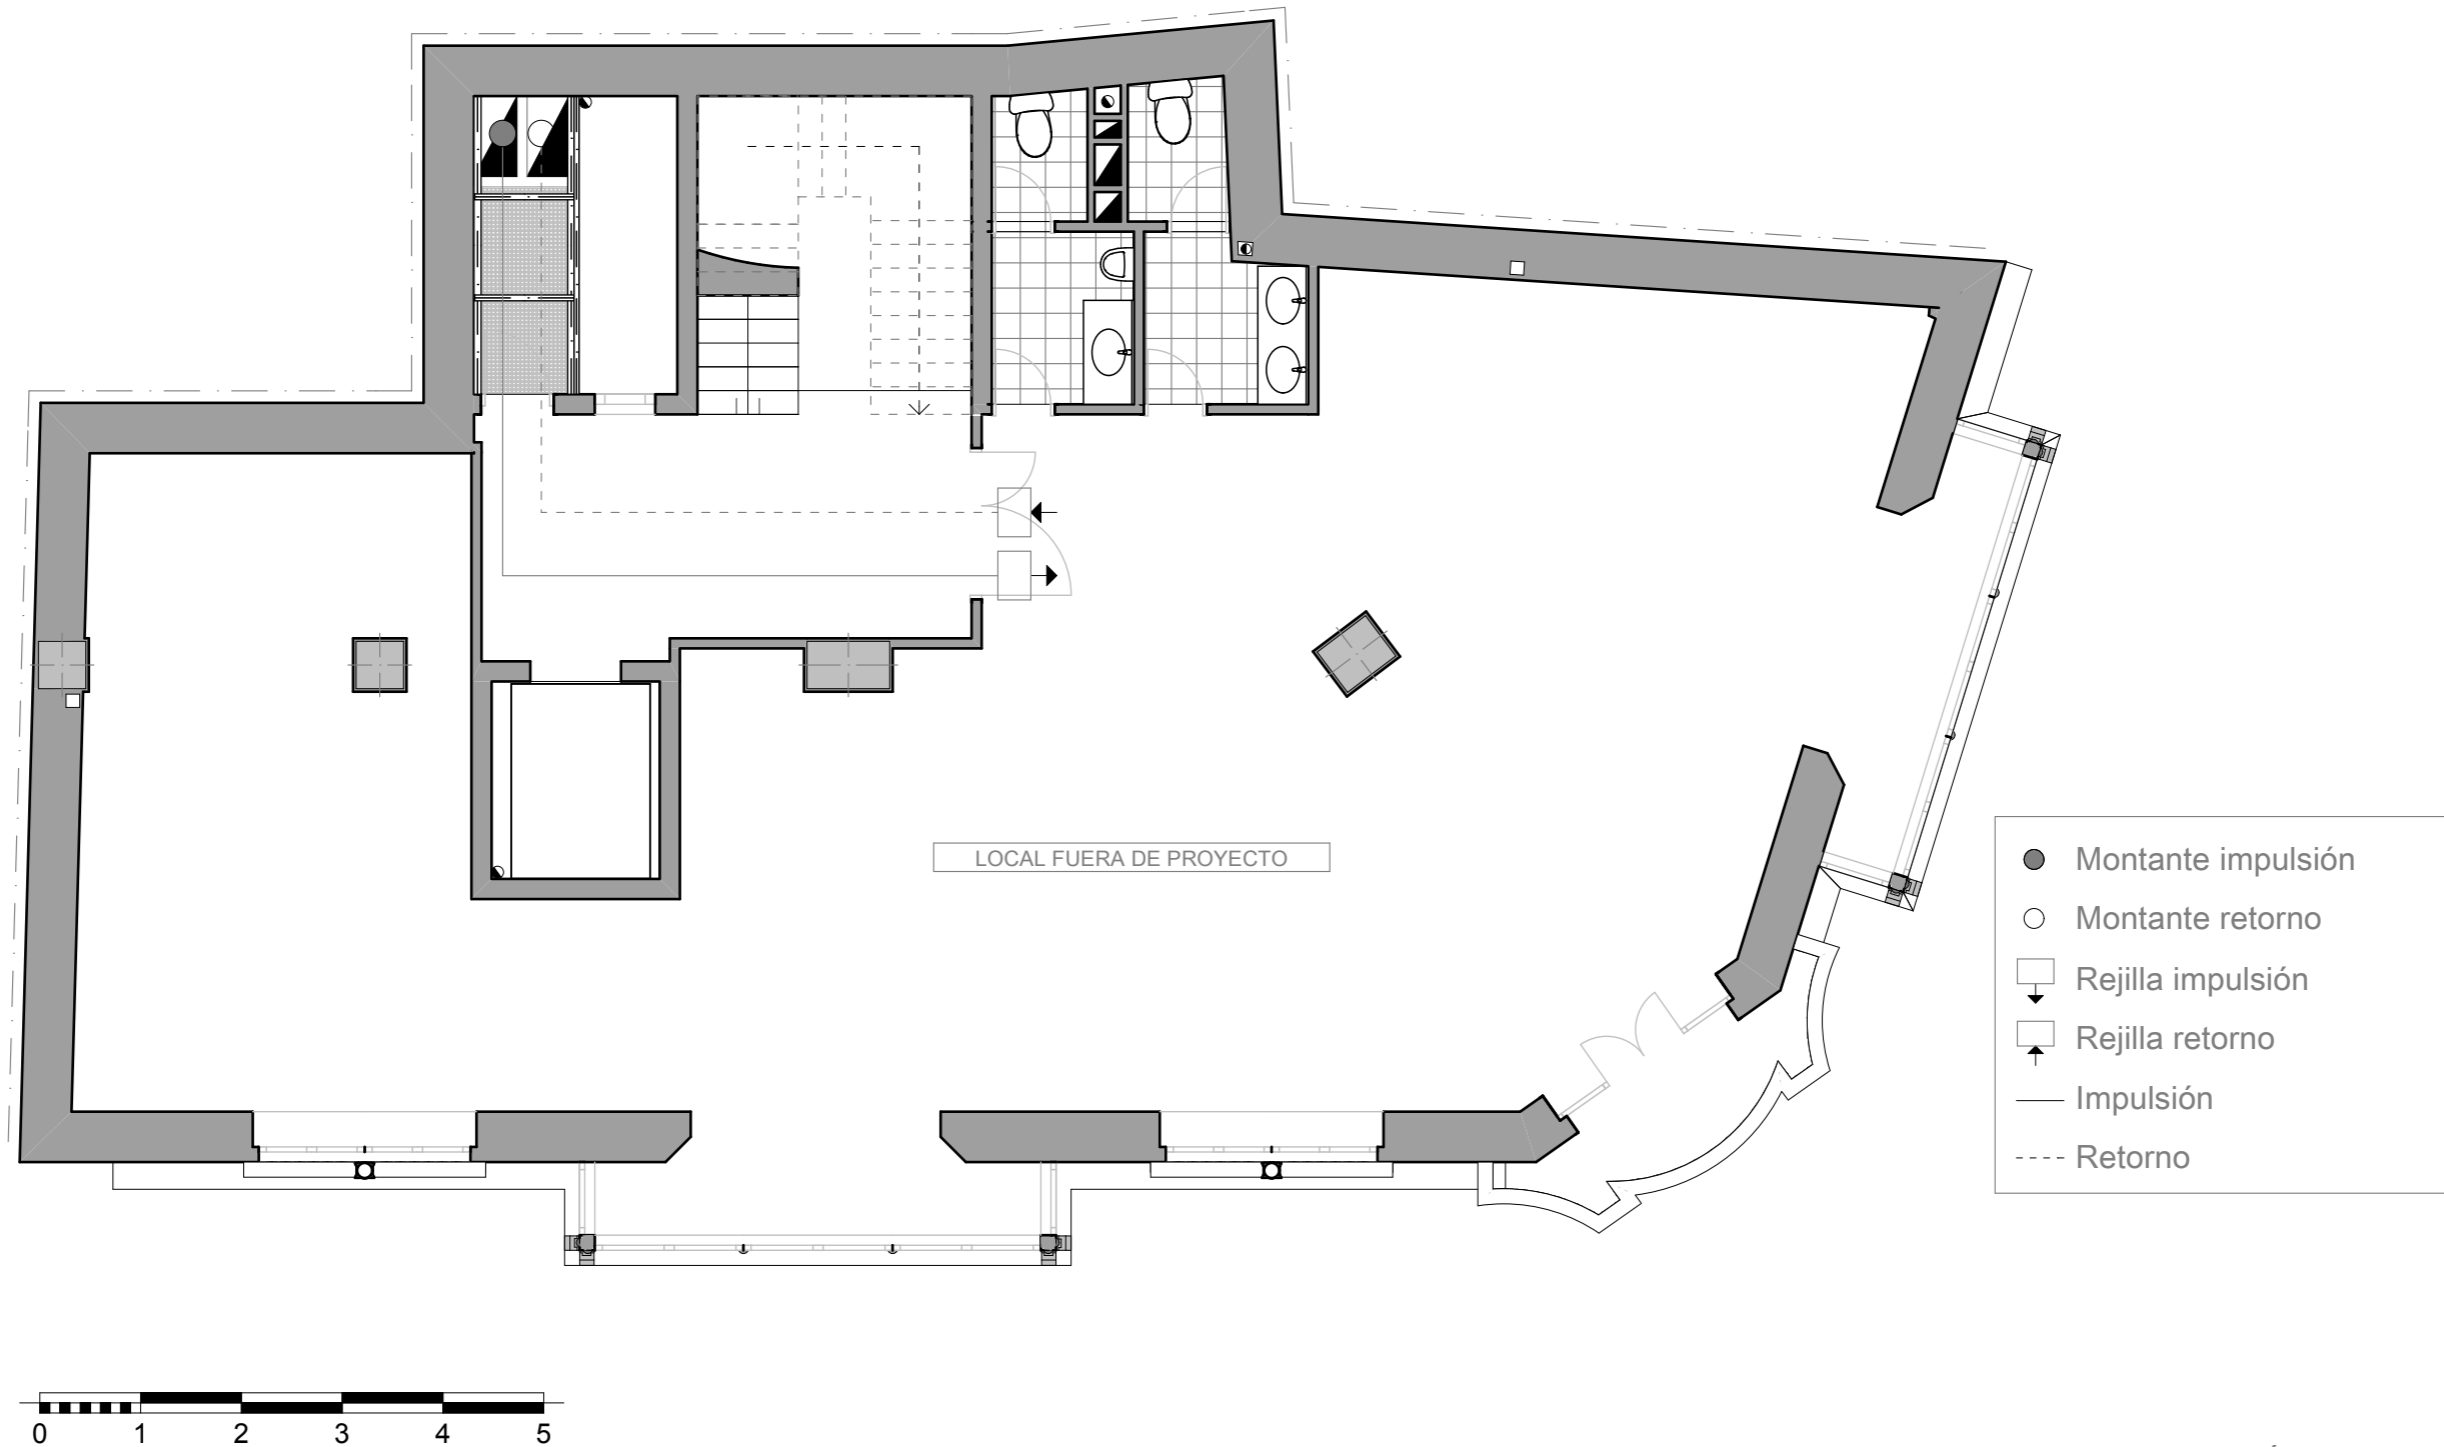 LOCAL FUERA DE PROYECTO
Montante impulsión
Montante retorno
Rejilla impulsión
Rejilla retorno
Impulsión
Retorno
0 1 2 3 4 5